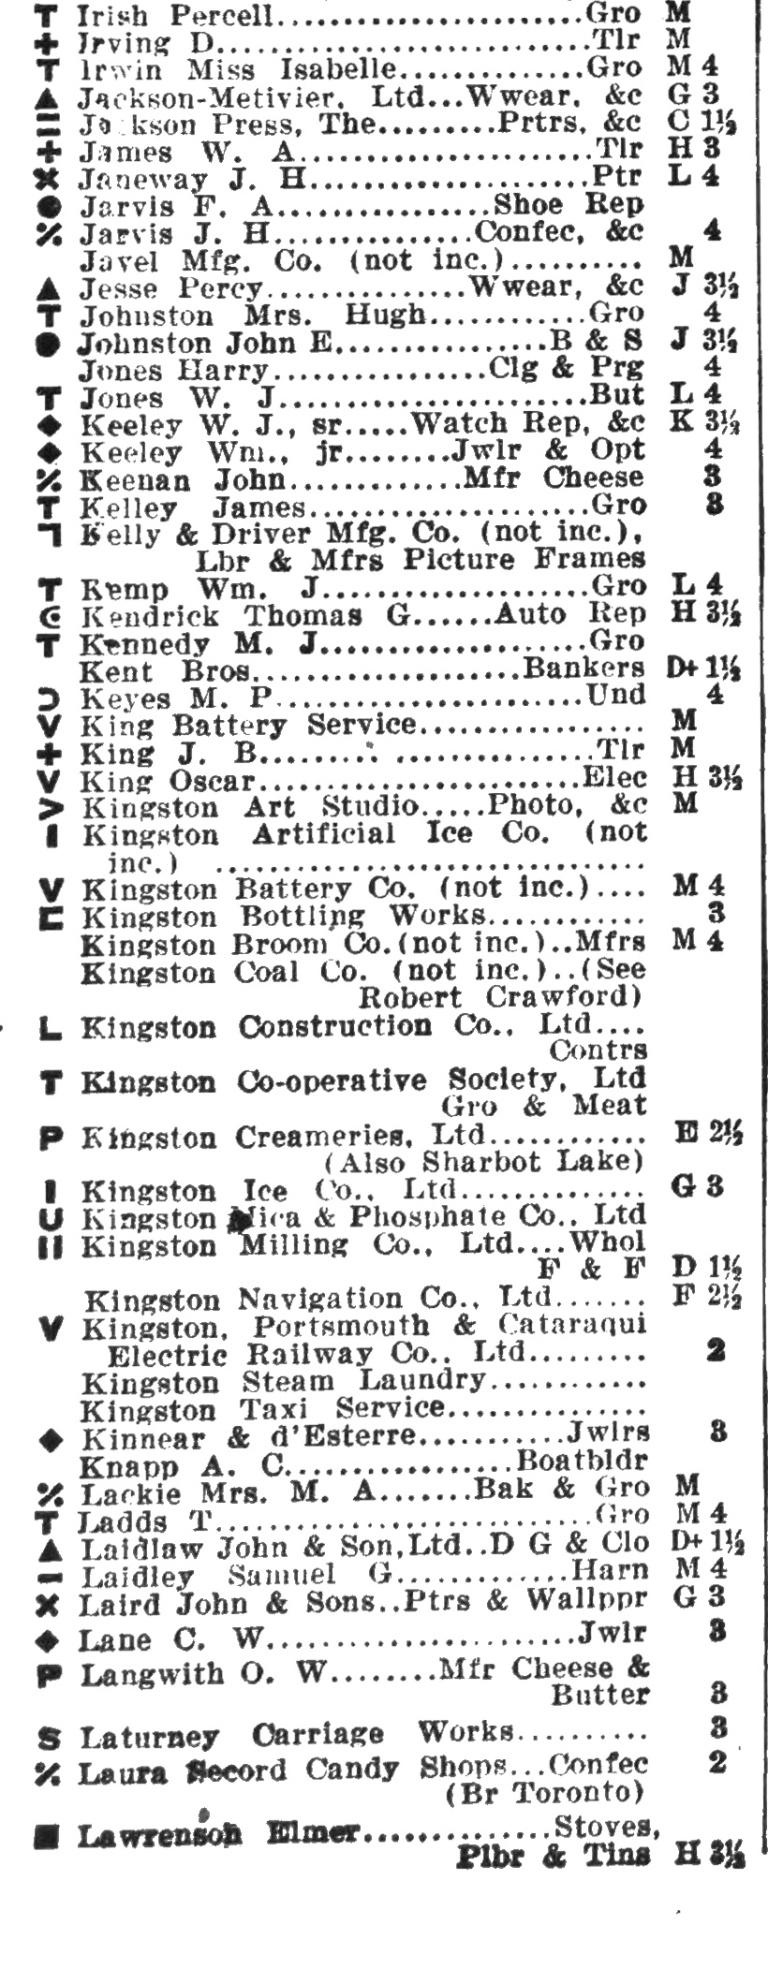 T Irish Percell......................Gro M
+ Irving D...........................Tlr M
T Irwin Miss Isabelle..............Gro M 4
▲ Jackson-Metivier, Ltd...Wwear, &c G 3
= Jackson Press, The.........Prtrs, &c C 1½
+ James W. A......................Tlr H 3
✖ Janeway J. H.....................Ptr L 4
● Jarvis F. A................Shoe Rep
% Jarvis J. H...............Confec, &c 4
Javel Mfg. Co. (not inc.).......... M
▲ Jesse Percy...............Wwear, &c J 3½
T Johnston Mrs. Hugh............Gro 4
● Johnston John E................B & S J 3½
Jones Harry................Clg & Prg 4
T Jones W. J.......................But L 4
◆ Keeley W. J., sr.....Watch Rep, &c K 3½
◆ Keeley Wm., jr........Jwlr & Opt 4
% Keenan John.............Mfr Cheese 3
T Kelley James.....................Gro 3
ꓶ Kelly & Driver Mfg. Co. (not inc.),
Lbr & Mfrs Picture Frames
T Kemp Wm. J....................Gro L 4
Kendrick Thomas G......Auto Rep H 3½
T Kennedy M. J....................Gro
Kent Bros....................Bankers D+ 1½
Ɔ Keyes M. P.......................Und 4
V King Battery Service................. M
+ King J. B........ ...............Tlr M
V King Oscar........................Elec H 3½
> Kingston Art Studio.....Photo, &c M
I Kingston Artificial Ice Co. (not
inc.) ................................
V Kingston Battery Co. (not inc.).... M 4
⊏ Kingston Bottling Works............ 3
Kingston Broom Co.(not inc.)..Mfrs M 4
Kingston Coal Co. (not inc.)..(See
Robert Crawford)
L Kingston Construction Co., Ltd....
Contrs
T Kingston Co-operative Society, Ltd
Gro & Meat
P Kingston Creameries, Ltd............ E 2½
(Also Sharbot Lake)
I Kingston Ice Co., Ltd.............. G 3
U Kingston Mica & Phosphate Co., Ltd
II Kingston Milling Co., Ltd....Whol
F & F D 1½
Kingston Navigation Co., Ltd....... F 2½
V Kingston, Portsmouth & Cataraqui
Electric Railway Co., Ltd......... 2
Kingston Steam Laundry............
Kingston Taxi Service...............
◆ Kinnear & d'Esterre...........Jwlrs 3
Knapp A. C.................Boatbldr
% Lackie Mrs. M. A.......Bak & Gro M
T Ladds T............................Gro M 4
▲ Laidlaw John & Son,Ltd..D G & Clo D+ 1½
– Laidley Samuel G.............Harn M 4
✖ Laird John & Sons..Ptrs & Wallppr G 3
◆ Lane C. W.......................Jwlr 3
P Langwith O. W........Mfr Cheese &
Butter 3
S Laturney Carriage Works.......... 3
% Laura Secord Candy Shops...Confec 2
(Br Toronto)
■ Lawrenson Elmer..............Stoves,
Plbr & Tins H 3½